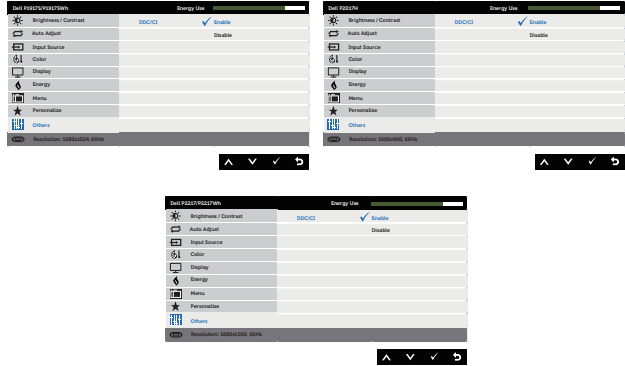 Dell P1917S/P1917SWh Energy Use
Brightness / Contrast DDC/CI Enable
Auto Adjust Disable
Input Source
Color
Display
Energy
Menu
Personalize
Others
Resolution: 1280x1024, 60Hz
Dell P2017H Energy Use
Brightness / Contrast DDC/CI Enable
Auto Adjust Disable
Input Source
Color
Display
Energy
Menu
Personalize
Others
Resolution: 1600x900, 60Hz
Dell P2217/P2217Wh Energy Use
Brightness / Contrast DDC/CI Enable
Auto Adjust Disable
Input Source
Color
Display
Energy
Menu
Personalize
Others
Resolution: 1680x1050, 60Hz